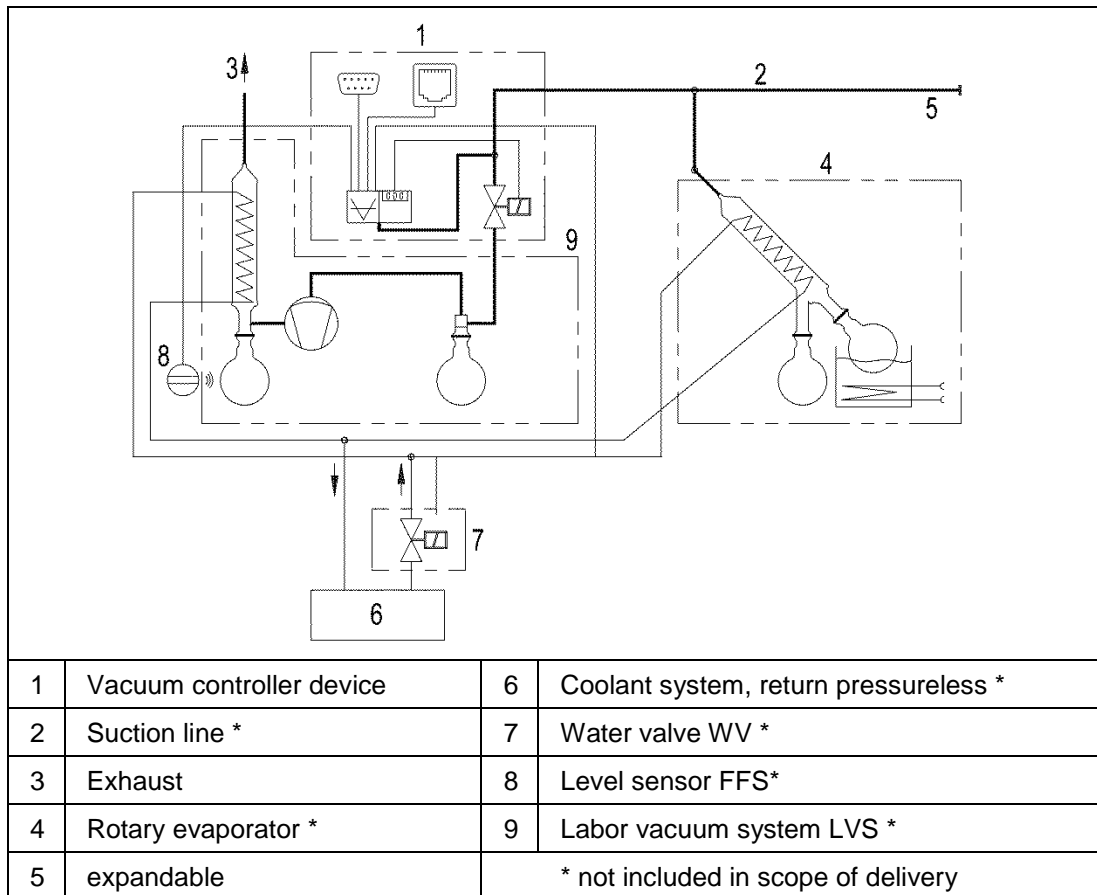 1
3
2
5
4
9
8
7
6
1 Vacuum controller device 6 Coolant system, return pressureless *
2 Suction line * 7 Water valve WV *
3 Exhaust 8 Level sensor FFS*
4 Rotary evaporator * 9 Labor vacuum system LVS *
5 expandable * not included in scope of delivery